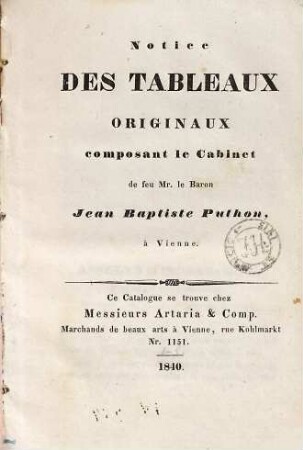 Notice
DES TABLEAUX
ORIGINAUX
composant le Cabinet
de feu Mr. le Baron
Jean Baptiste Puthon,
à Vienne.
Ce Catalogue se trouve chez
Messieurs Artaria & Comp.
Marchands de beaux arts à Vienne, rue Kohlmarkt
Nr. 1151.
1840.